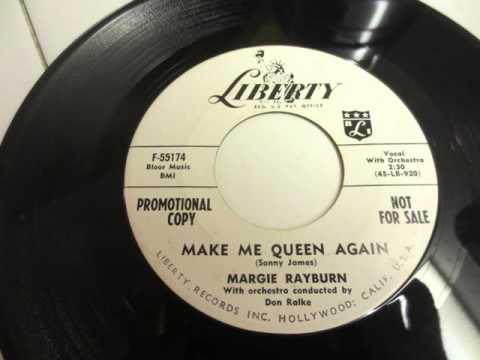 LIBERTY
REG. U.S. PAT. OFFICE
F-55174
Bloor Music
BMI
Vocal
With Orchestra
2:30
(45-LB-920)
PROMOTIONAL
COPY
NOT
FOR SALE
MAKE ME QUEEN AGAIN
(Sonny James)
MARGIE RAYBURN
With orchestra conducted by
Don Ralke
LIBERTY RECORDS INC. HOLLYWOOD, CALIF. U.S.A.